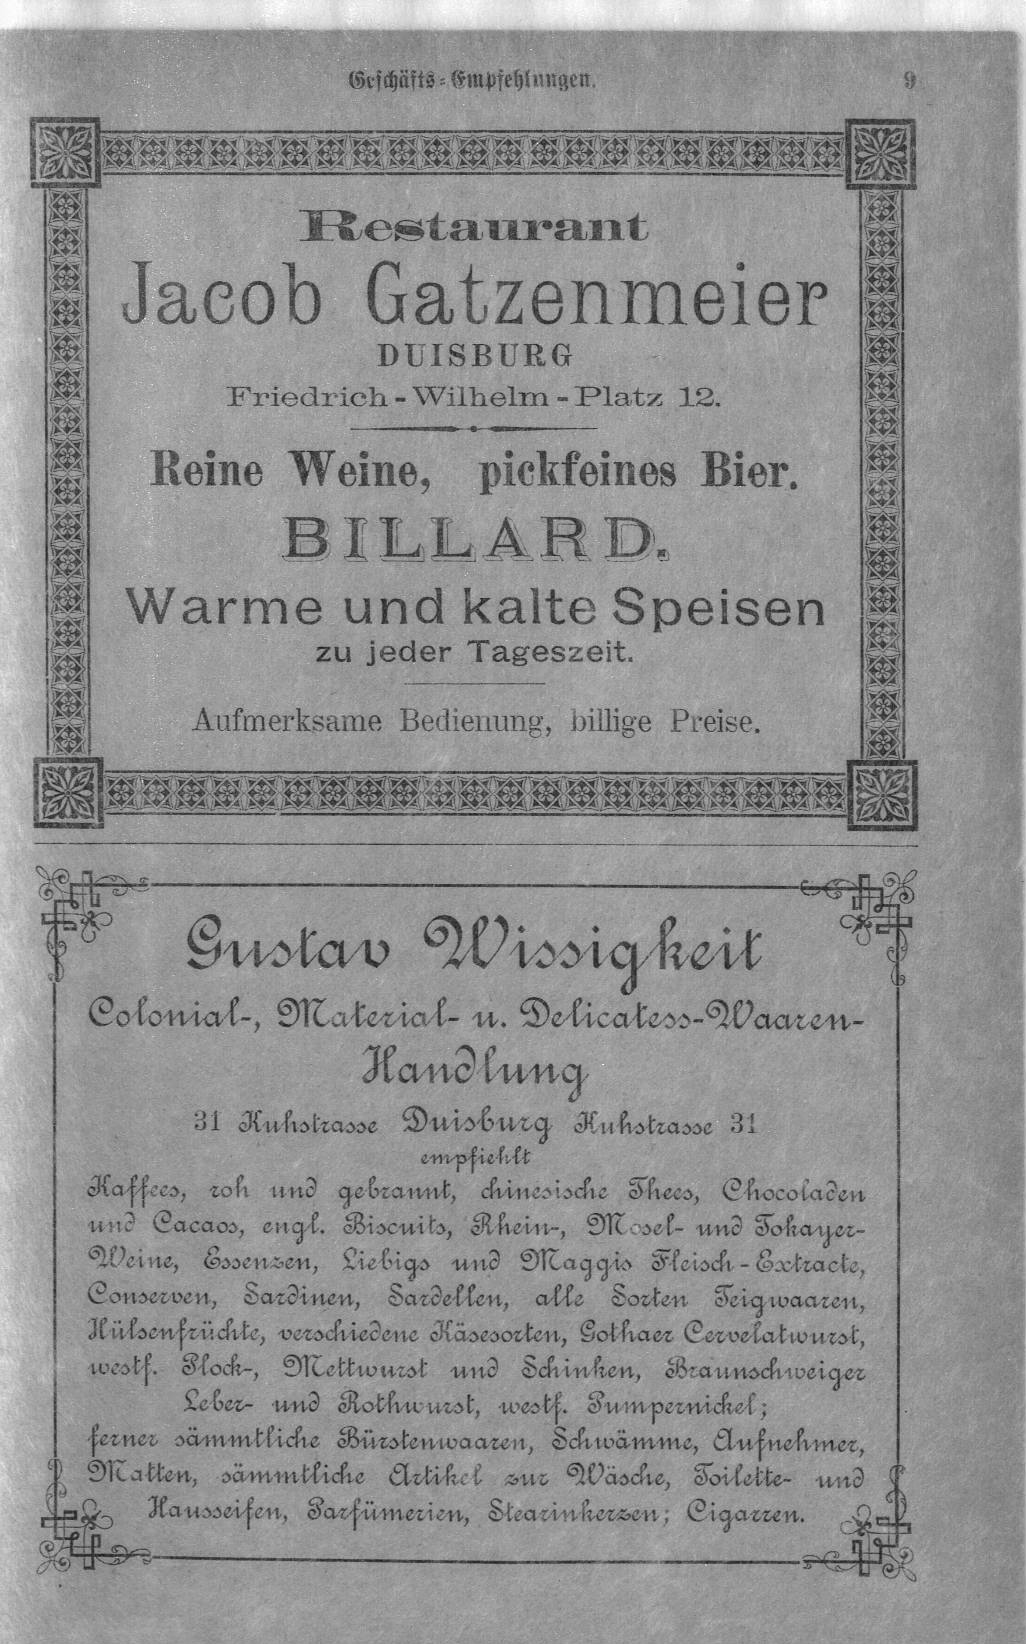 Geschäfts-Empfehlungen. 9
Restaurant
Jacob Gatzenmeier
DUISBURG
Friedrich-Wilhelm-Platz 12.
Reine Weine, pickfeines Bier.
BILLARD.
Warme und kalte Speisen
zu jeder Tageszeit.
Aufmerksame Bedienung, billige Preise.
Gustav Wissigkeit
Colonial-, Material- u. Delicatess-Waaren-
Handlung
31 Kuhstrasse Duisburg Kuhstrasse 31
empfiehlt
Kaffees, roh und gebrannt, chinesische Thees, Chocoladen
und Cacaos, engl. Biscuits, Rhein-, Mosel- und Tokayer-
Weine, Essenzen, Liebigs und Maggis Fleisch-Extracte,
Conserven, Sardinen, Sardellen, alle Sorten Teigwaaren,
Hülsenfrüchte, verschiedene Käsesorten, Gothaer Cervelatwurst,
westf. Plock-, Mettwurst und Schinken, Braunschweiger
Leber- und Rothwurst, westf. Pumpernickel;
ferner sämmtliche Bürstenwaaren, Schwämme, Aufnehmer,
Matten, sämmtliche Artikel zur Wäsche, Toilette- und
Hausseifen, Parfümerien, Stearinkerzen; Cigarren.